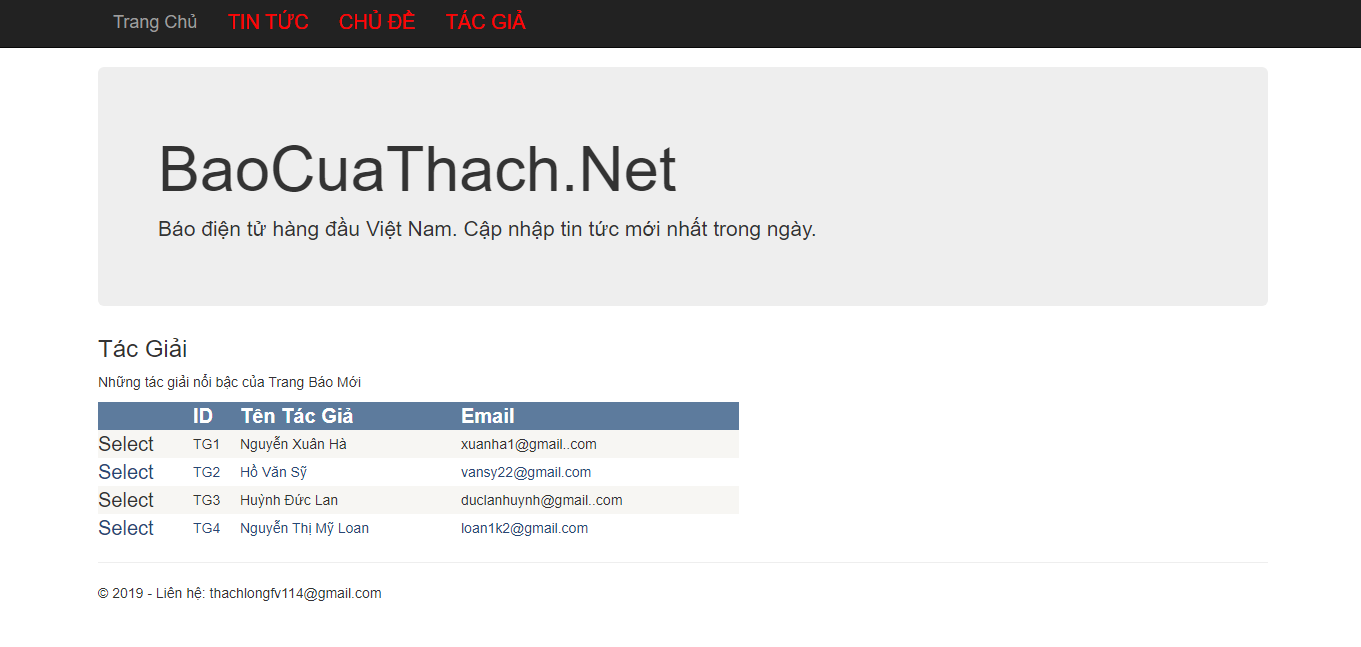 Trang Chủ TIN TỨC CHỦ ĐỀ TÁC GIẢ
BaoCuaThach.Net
Báo điện tử hàng đầu Việt Nam. Cập nhập tin tức mới nhất trong ngày.
Tác Giải
Những tác giải nổi bậc của Trang Báo Mới
ID Tên Tác Giả Email
Select TG1 Nguyễn Xuân Hà xuanha1@gmail..com
Select TG2 Hồ Văn Sỹ vansy22@gmail.com
Select TG3 Huỳnh Đức Lan duclanhuynh@gmail..com
Select TG4 Nguyễn Thị Mỹ Loan loan1k2@gmail.com
© 2019 - Liên hệ: thachlongfv114@gmail.com